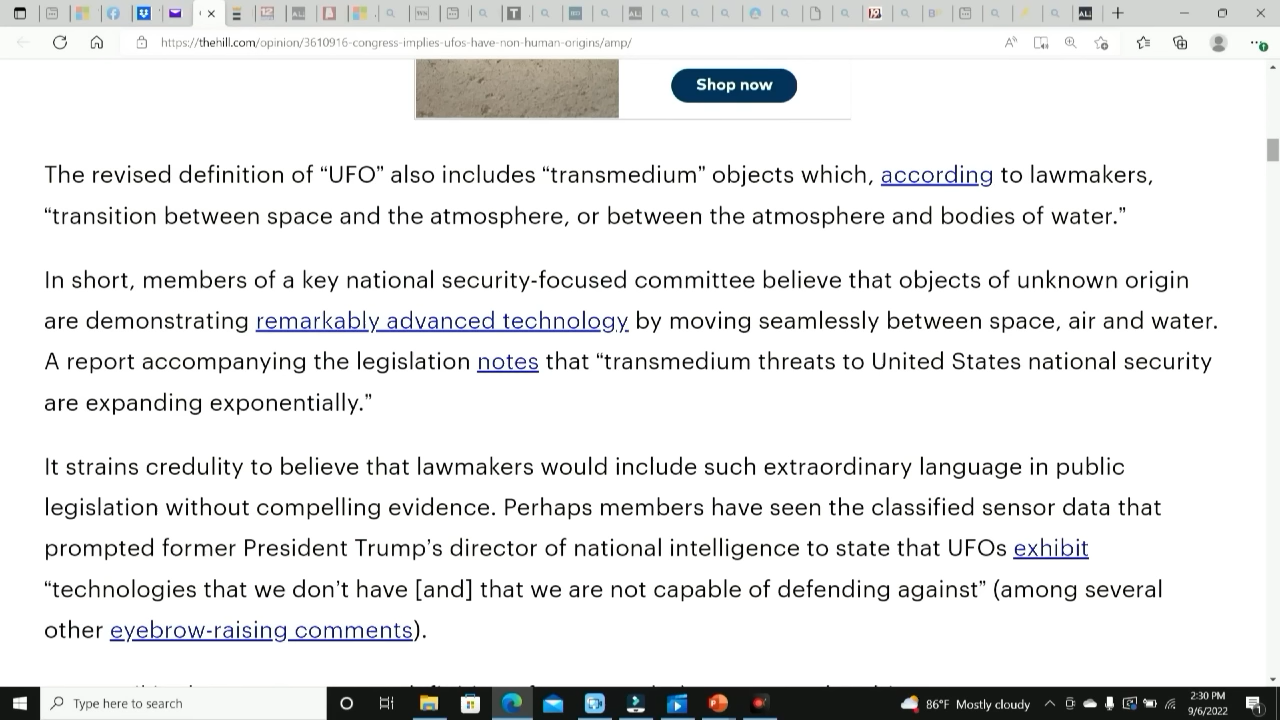 https://thehill.com/opinion/3610916-congress-implies-ufos-have-non-human-origins/amp/
Shop now
The revised definition of “UFO” also includes “transmedium” objects which, according to lawmakers,
“transition between space and the atmosphere, or between the atmosphere and bodies of water.”
In short, members of a key national security-focused committee believe that objects of unknown origin
are demonstrating remarkably advanced technology by moving seamlessly between space, air and water.
A report accompanying the legislation notes that “transmedium threats to United States national security
are expanding exponentially.”
It strains credulity to believe that lawmakers would include such extraordinary language in public
legislation without compelling evidence. Perhaps members have seen the classified sensor data that
prompted former President Trump’s director of national intelligence to state that UFOs exhibit
“technologies that we don’t have [and] that we are not capable of defending against” (among several
other eyebrow-raising comments).
Type here to search
86°F Mostly cloudy
2:30 PM
9/6/2022